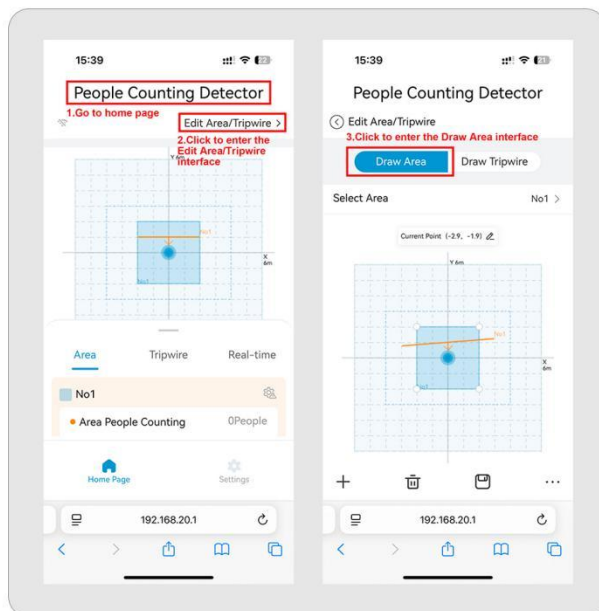 15:39
People Counting Detector
1.Go to home page
Edit Area/Tripwire >
2.Click to enter the
Edit Area/Tripwire
interface
Y 6m
No1
X
6m
No1
Area
Tripwire
Real-time
No1
Area People Counting
0People
Home Page
Settings
192.168.20.1
15:39
People Counting Detector
Edit Area/Tripwire
3.Click to enter the Draw Area interface
Draw Area
Draw Tripwire
Select Area
No1 >
Current Point (-2.9, -1.9)
Y 6m
No1
X
6m
No1
192.168.20.1